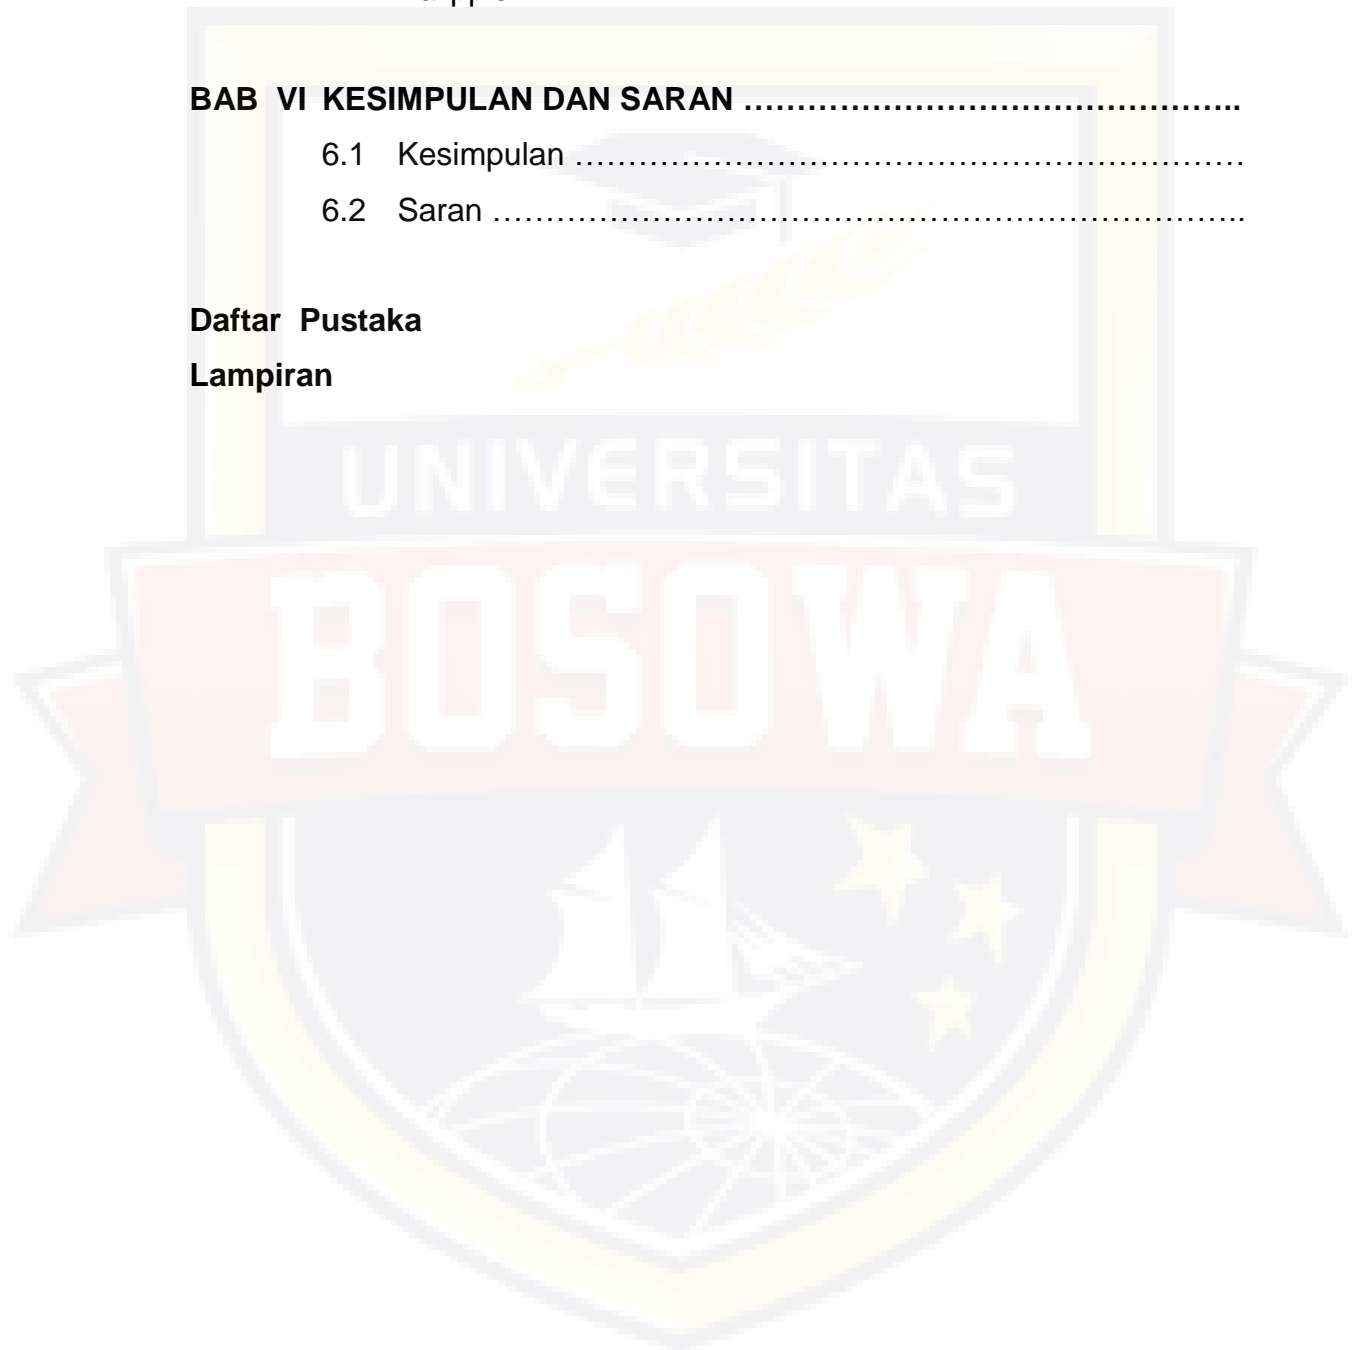 BAB VI KESIMPULAN DAN SARAN ………………………………………..
6.1 Kesimpulan ………………….……………………………………
6.2 Saran ………………………………………………………………..
Daftar Pustaka
Lampiran
UNIVERSITAS
BOSOWA